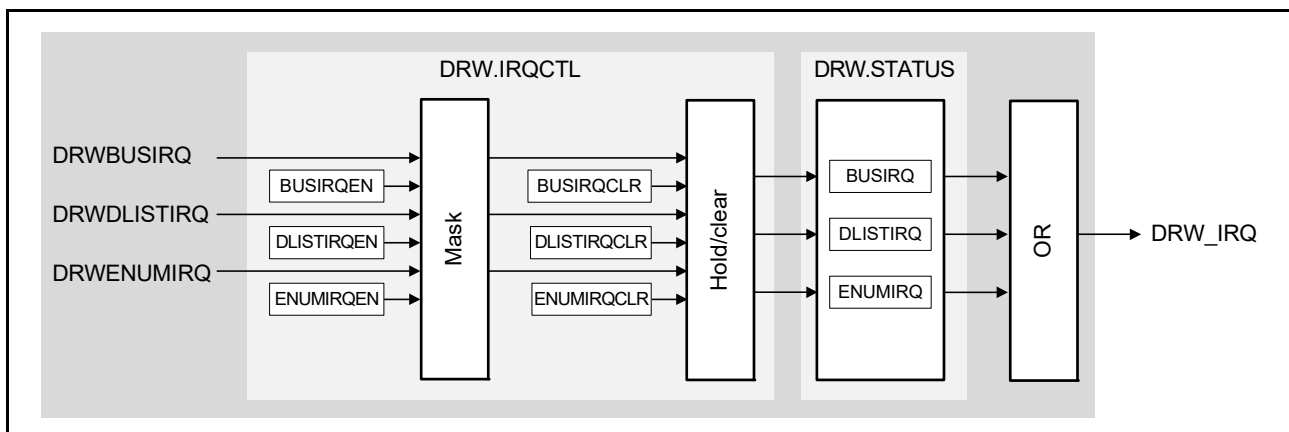 DRW.IRQCTL
DRW.STATUS
DRWBUSIRQ
BUSIRQEN
DRWDLISTIRQ
DLISTIRQEN
DRWENUMIRQ
ENUMIRQEN
Mask
BUSIRQCLR
DLISTIRQCLR
ENUMIRQCLR
Hold/clear
BUSIRQ
DLISTIRQ
ENUMIRQ
OR
DRW_IRQ